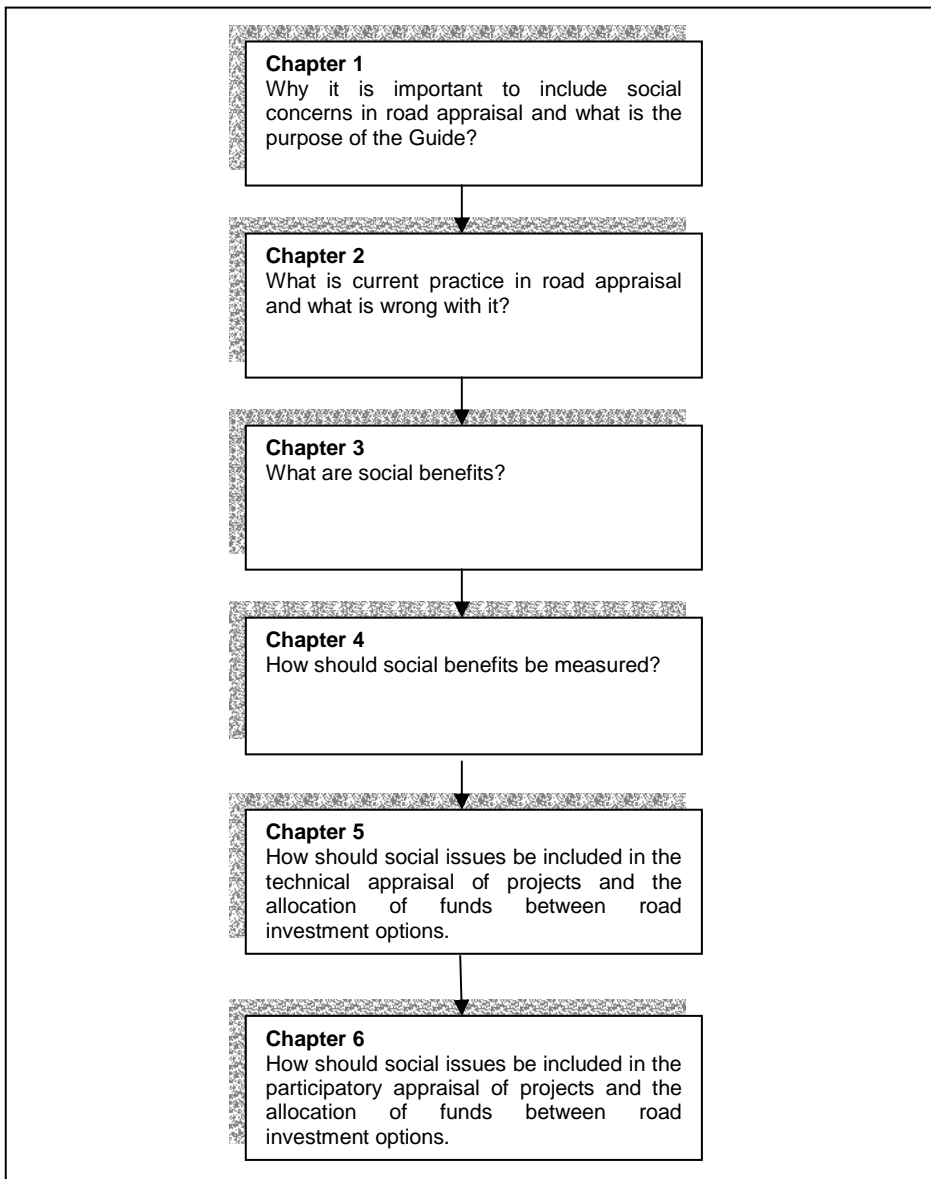 Chapter 1
Why it is important to include social
concerns in road appraisal and what is the
purpose of the Guide?
Chapter 2
What is current practice in road appraisal
and what is wrong with it?
Chapter 3
What are social benefits?
Chapter 4
How should social benefits be measured?
Chapter 5
How should social issues be included in the
technical appraisal of projects and the
allocation of funds between road
investment options.
Chapter 6
How should social issues be included in the
participatory appraisal of projects and the
allocation of funds between road
investment options.